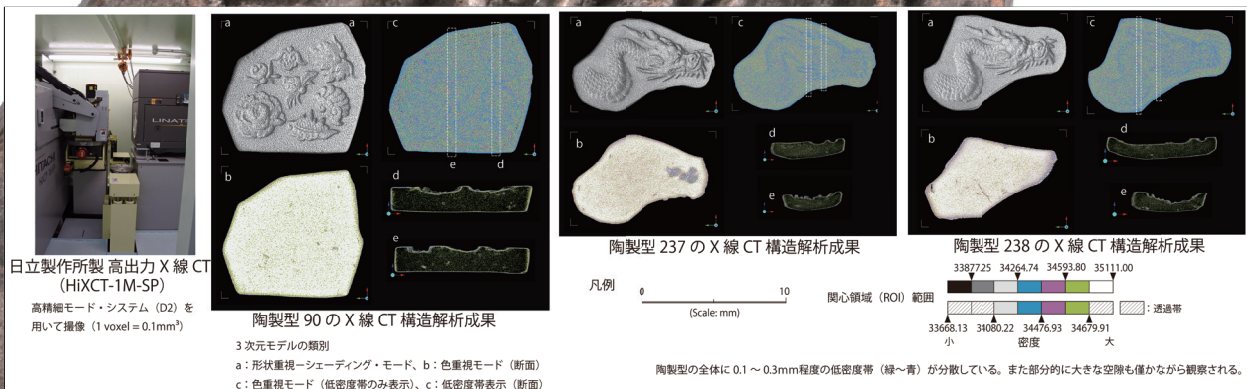 日立製作所製 高出力 X 線 CT
(HiXCT-1M-SP)
高精細モード・システム（D2）を
用いて撮像（1 voxel = 0.1mm³）
LINAT
HITACHI
a
a
c
b
d
e
e
d
陶製型 90 の X 線 CT 構造解析成果
3 次元モデルの類別
a：形状重視－シェーディング・モード、b：色重視モード（断面）
c：色重視モード（低密度帯のみ表示）、c：低密度帯表示（断面）
a
c
b
d
e
陶製型 237 の X 線 CT 構造解析成果
a
c
b
d
e
陶製型 238 の X 線 CT 構造解析成果
凡例
0
10
(Scale: mm)
関心領域（ROI）範囲
3387725
34264.74
34593.80
35111.00
：透過帯
33668.13
34080.22
34476.93
34679.91
小
密度
大
陶製型の全体に 0.1 ～ 0.3mm程度の低密度帯（緑～青）が分散している。また部分的に大きな空隙も僅かながら観察される。